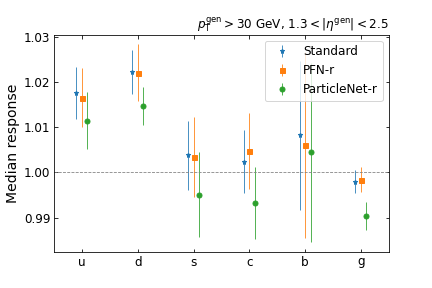 p_T^gen > 30 GeV, 1.3 < |η^gen| < 2.5
1.03
Standard
PFN-r
1.02
ParticleNet-r
Median response
1.01
1.00
0.99
u d s c b g